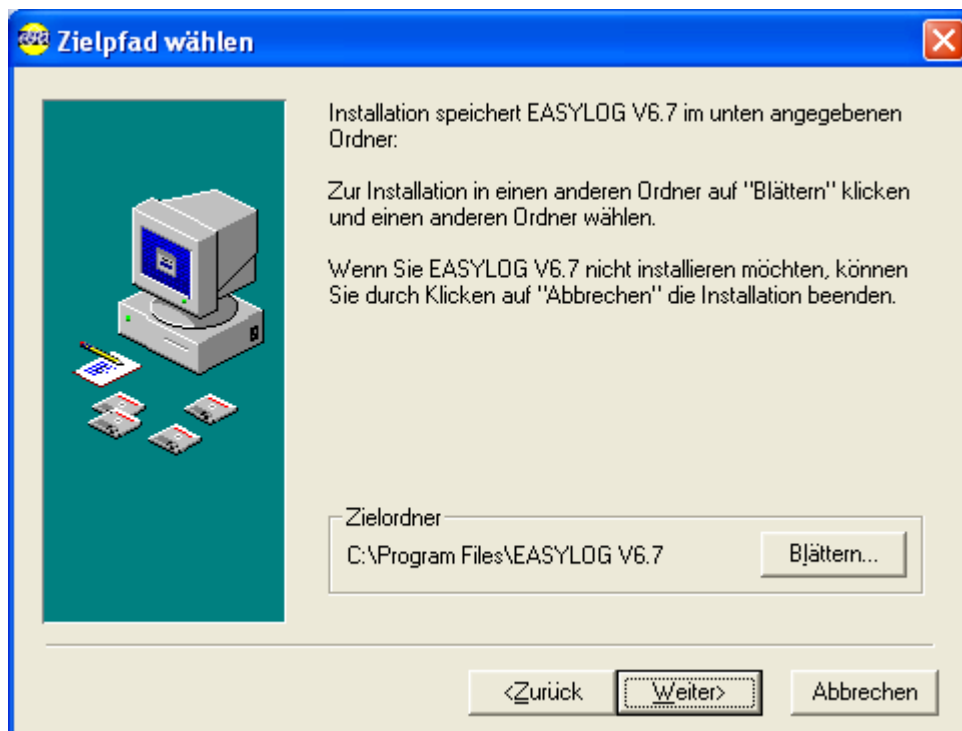 Zielpfad wählen
Installation speichert EASYLOG V6.7 im unten angegebenen
Ordner:
Zur Installation in einen anderen Ordner auf "Blättern" klicken
und einen anderen Ordner wählen.
Wenn Sie EASYLOG V6.7 nicht installieren möchten, können
Sie durch Klicken auf "Abbrechen" die Installation beenden.
Zielordner
C:\Program Files\EASYLOG V6.7
Blättern...
<Zurück
Weiter>
Abbrechen